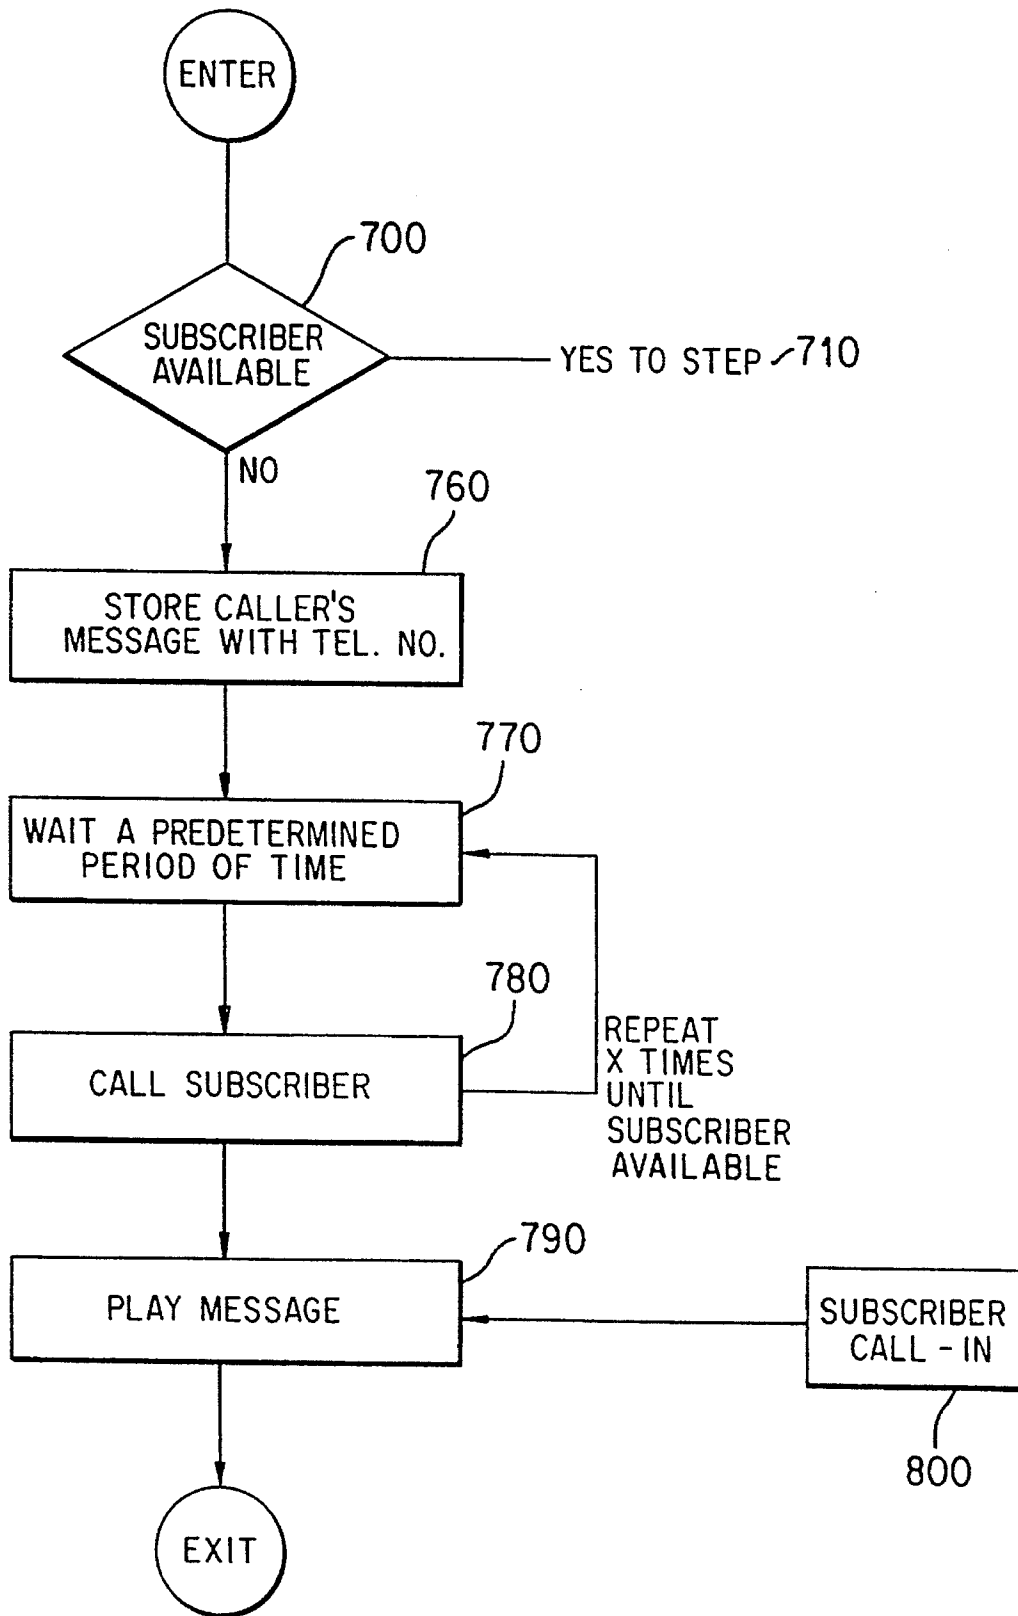 ENTER
700
SUBSCRIBER
AVAILABLE
YES TO STEP 710
NO
760
STORE CALLER'S
MESSAGE WITH TEL. NO.
770
WAIT A PREDETERMINED
PERIOD OF TIME
780
CALL SUBSCRIBER
REPEAT
X TIMES
UNTIL
SUBSCRIBER
AVAILABLE
790
PLAY MESSAGE
SUBSCRIBER
CALL - IN
800
EXIT